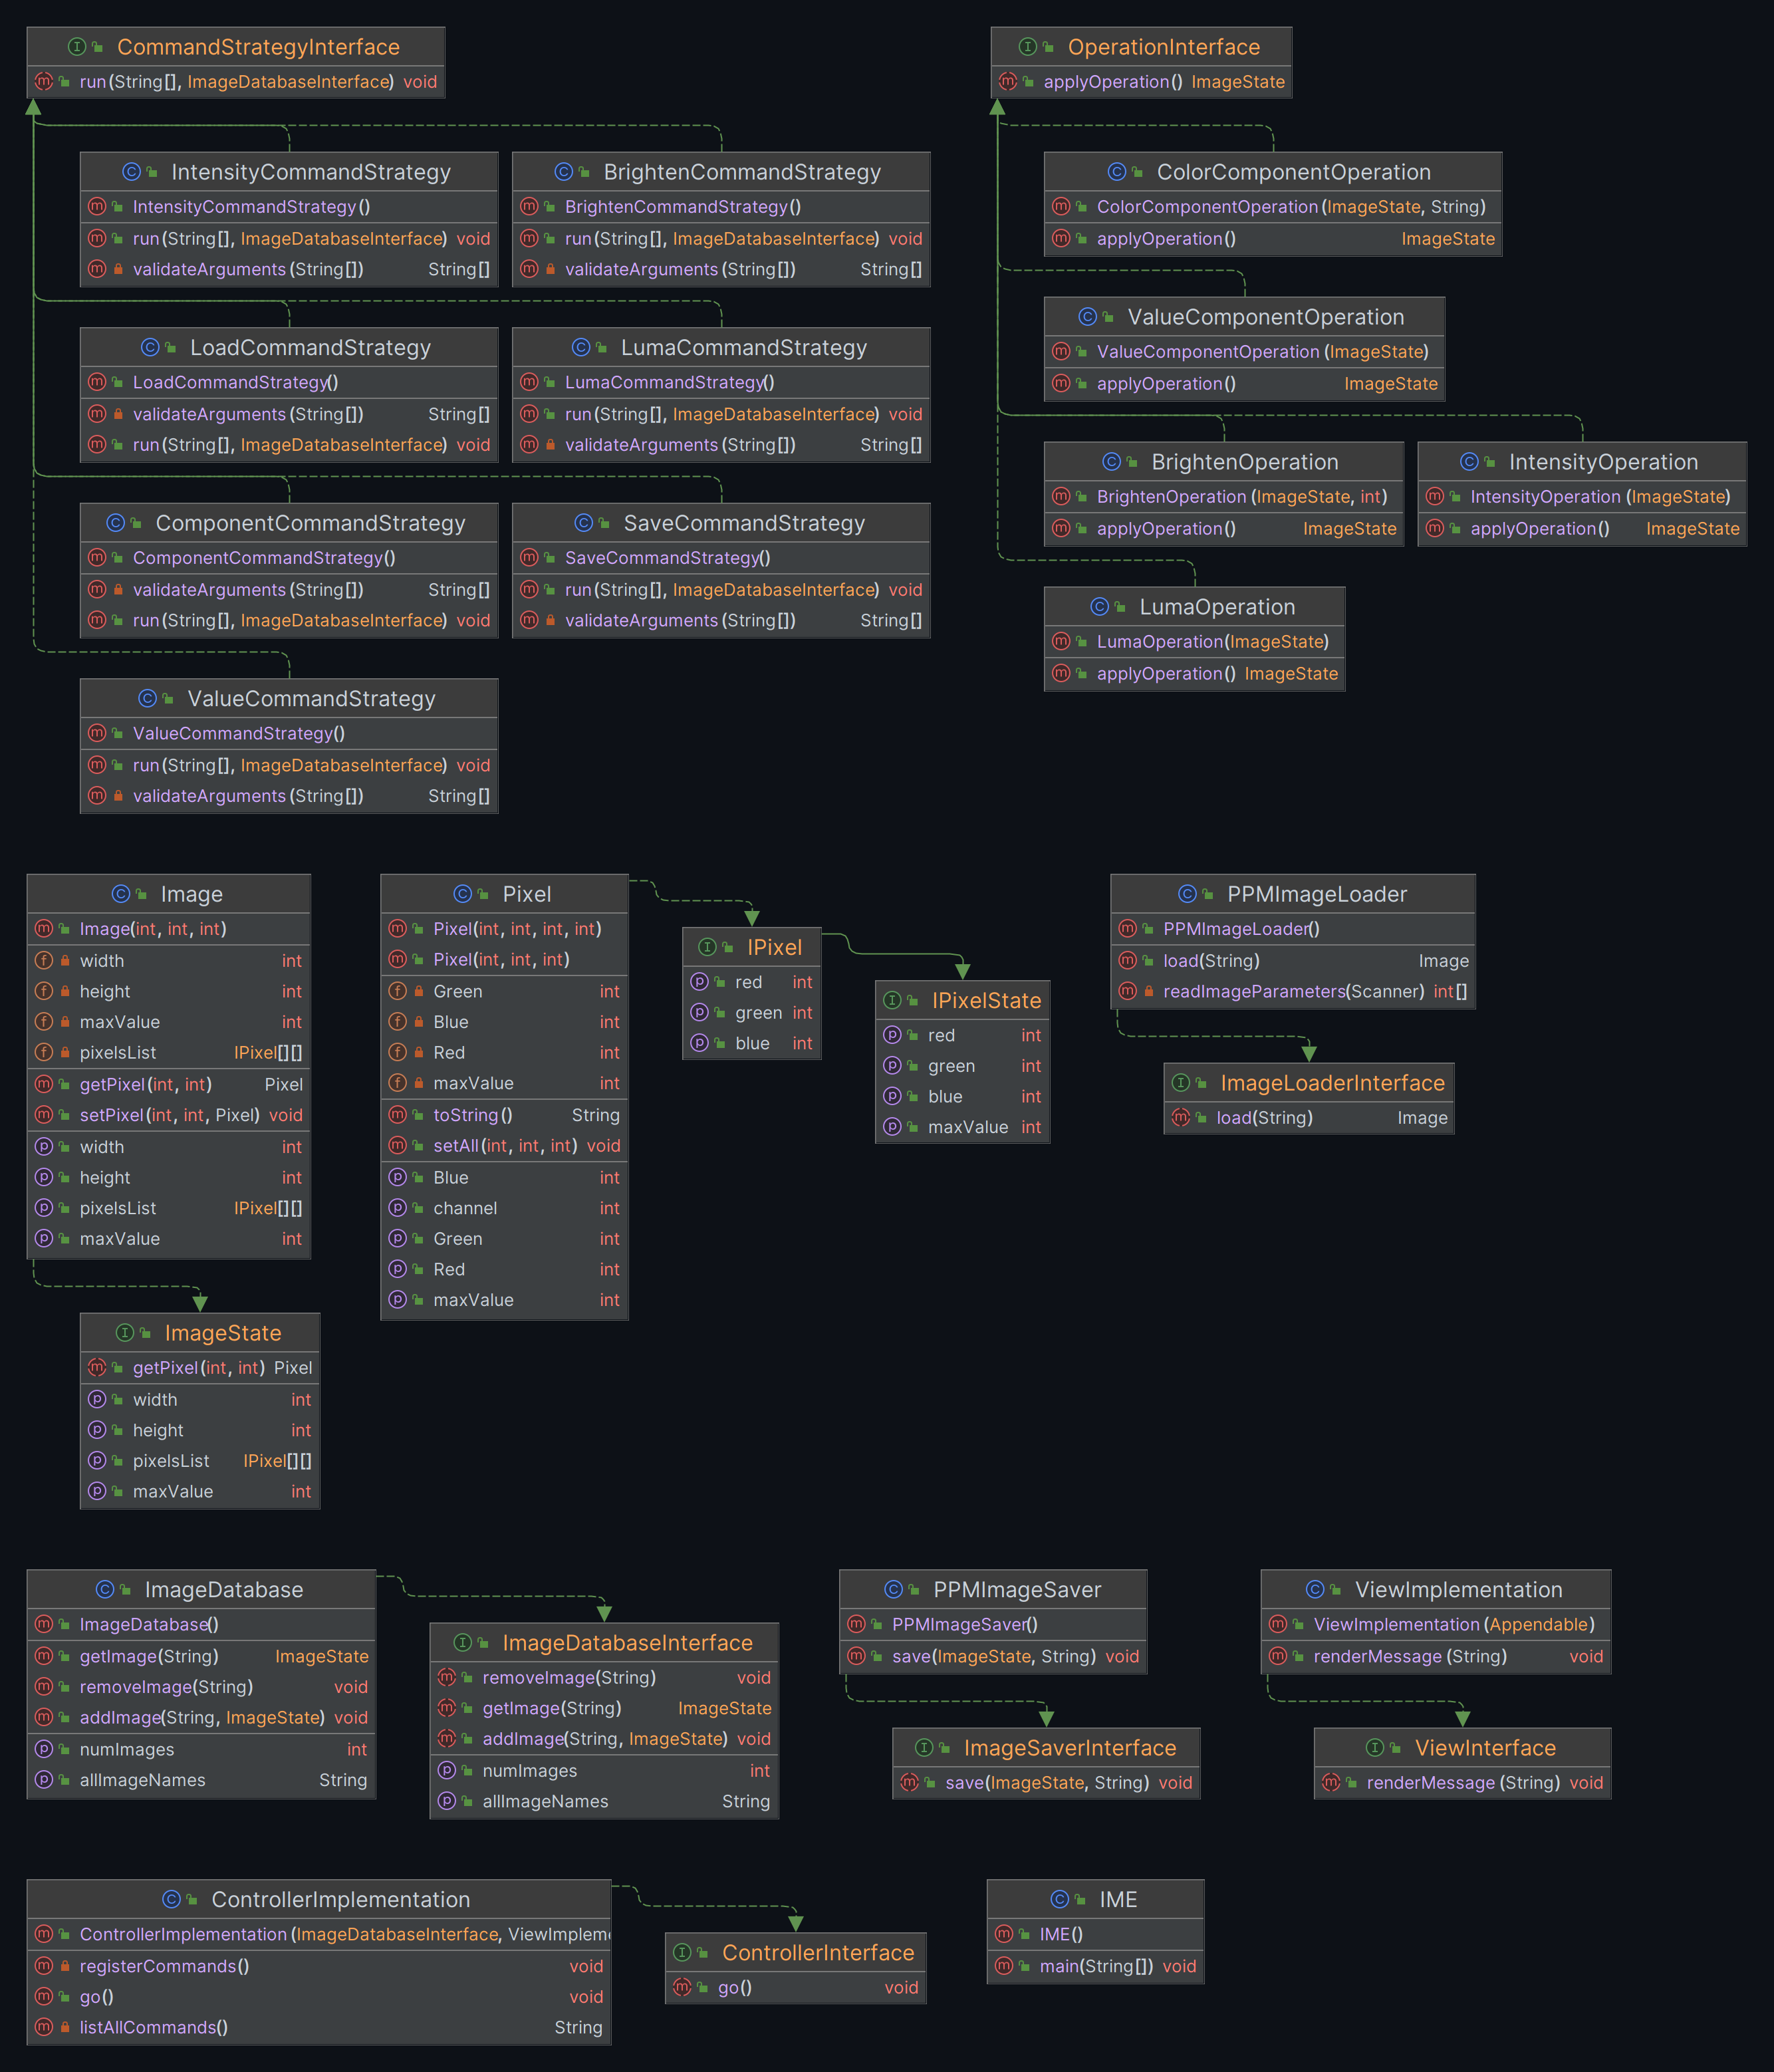 CommandStrategyInterface
run(String[], ImageDatabaseInterface) void
IntensityCommandStrategy
IntensityCommandStrategy()
run(String[], ImageDatabaseInterface) void
validateArguments(String[]) String[]
BrightenCommandStrategy
BrightenCommandStrategy()
run(String[], ImageDatabaseInterface) void
validateArguments(String[]) String[]
LoadCommandStrategy
LoadCommandStrategy()
validateArguments(String[]) String[]
run(String[], ImageDatabaseInterface) void
LumaCommandStrategy
LumaCommandStrategy()
run(String[], ImageDatabaseInterface) void
validateArguments(String[]) String[]
ComponentCommandStrategy
ComponentCommandStrategy()
validateArguments(String[]) String[]
run(String[], ImageDatabaseInterface) void
SaveCommandStrategy
SaveCommandStrategy()
run(String[], ImageDatabaseInterface) void
validateArguments(String[]) String[]
ValueCommandStrategy
ValueCommandStrategy()
run(String[], ImageDatabaseInterface) void
validateArguments(String[]) String[]
OperationInterface
applyOperation() ImageState
ColorComponentOperation
ColorComponentOperation(ImageState, String)
applyOperation() ImageState
ValueComponentOperation
ValueComponentOperation(ImageState)
applyOperation() ImageState
BrightenOperation
BrightenOperation(ImageState, int)
applyOperation() ImageState
IntensityOperation
IntensityOperation(ImageState)
applyOperation() ImageState
LumaOperation
LumaOperation(ImageState)
applyOperation() ImageState
Image
Image(int, int, int)
width int
height int
maxValue int
pixelsList IPixel[][]
getPixel(int, int) Pixel
setPixel(int, int, Pixel) void
width int
height int
pixelsList IPixel[][]
maxValue int
ImageState
getPixel(int, int) Pixel
width int
height int
pixelsList IPixel[][]
maxValue int
Pixel
Pixel(int, int, int, int)
Pixel(int, int, int)
Green int
Blue int
Red int
maxValue int
toString() String
setAll(int, int, int) void
Blue int
channel int
Green int
Red int
maxValue int
IPixel
red int
green int
blue int
IPixelState
red int
green int
blue int
maxValue int
PPMImageLoader
PPMImageLoader()
load(String) Image
readImageParameters(Scanner) int[]
ImageLoaderInterface
load(String) Image
ImageDatabase
ImageDatabase()
getImage(String) ImageState
removeImage(String) void
addImage(String, ImageState) void
numImages int
allImageNames String
ImageDatabaseInterface
removeImage(String) void
getImage(String) ImageState
addImage(String, ImageState) void
numImages int
allImageNames String
PPMImageSaver
PPMImageSaver()
save(ImageState, String) void
ImageSaverInterface
save(ImageState, String) void
ViewImplementation
ViewImplementation(Appendable)
renderMessage(String) void
ViewInterface
renderMessage(String) void
ControllerImplementation
ControllerImplementation(ImageDatabaseInterface,
registerCommands() void
go() void
listAllCommands() String
ControllerInterface
go() void
IME
IME()
main(String[]) void